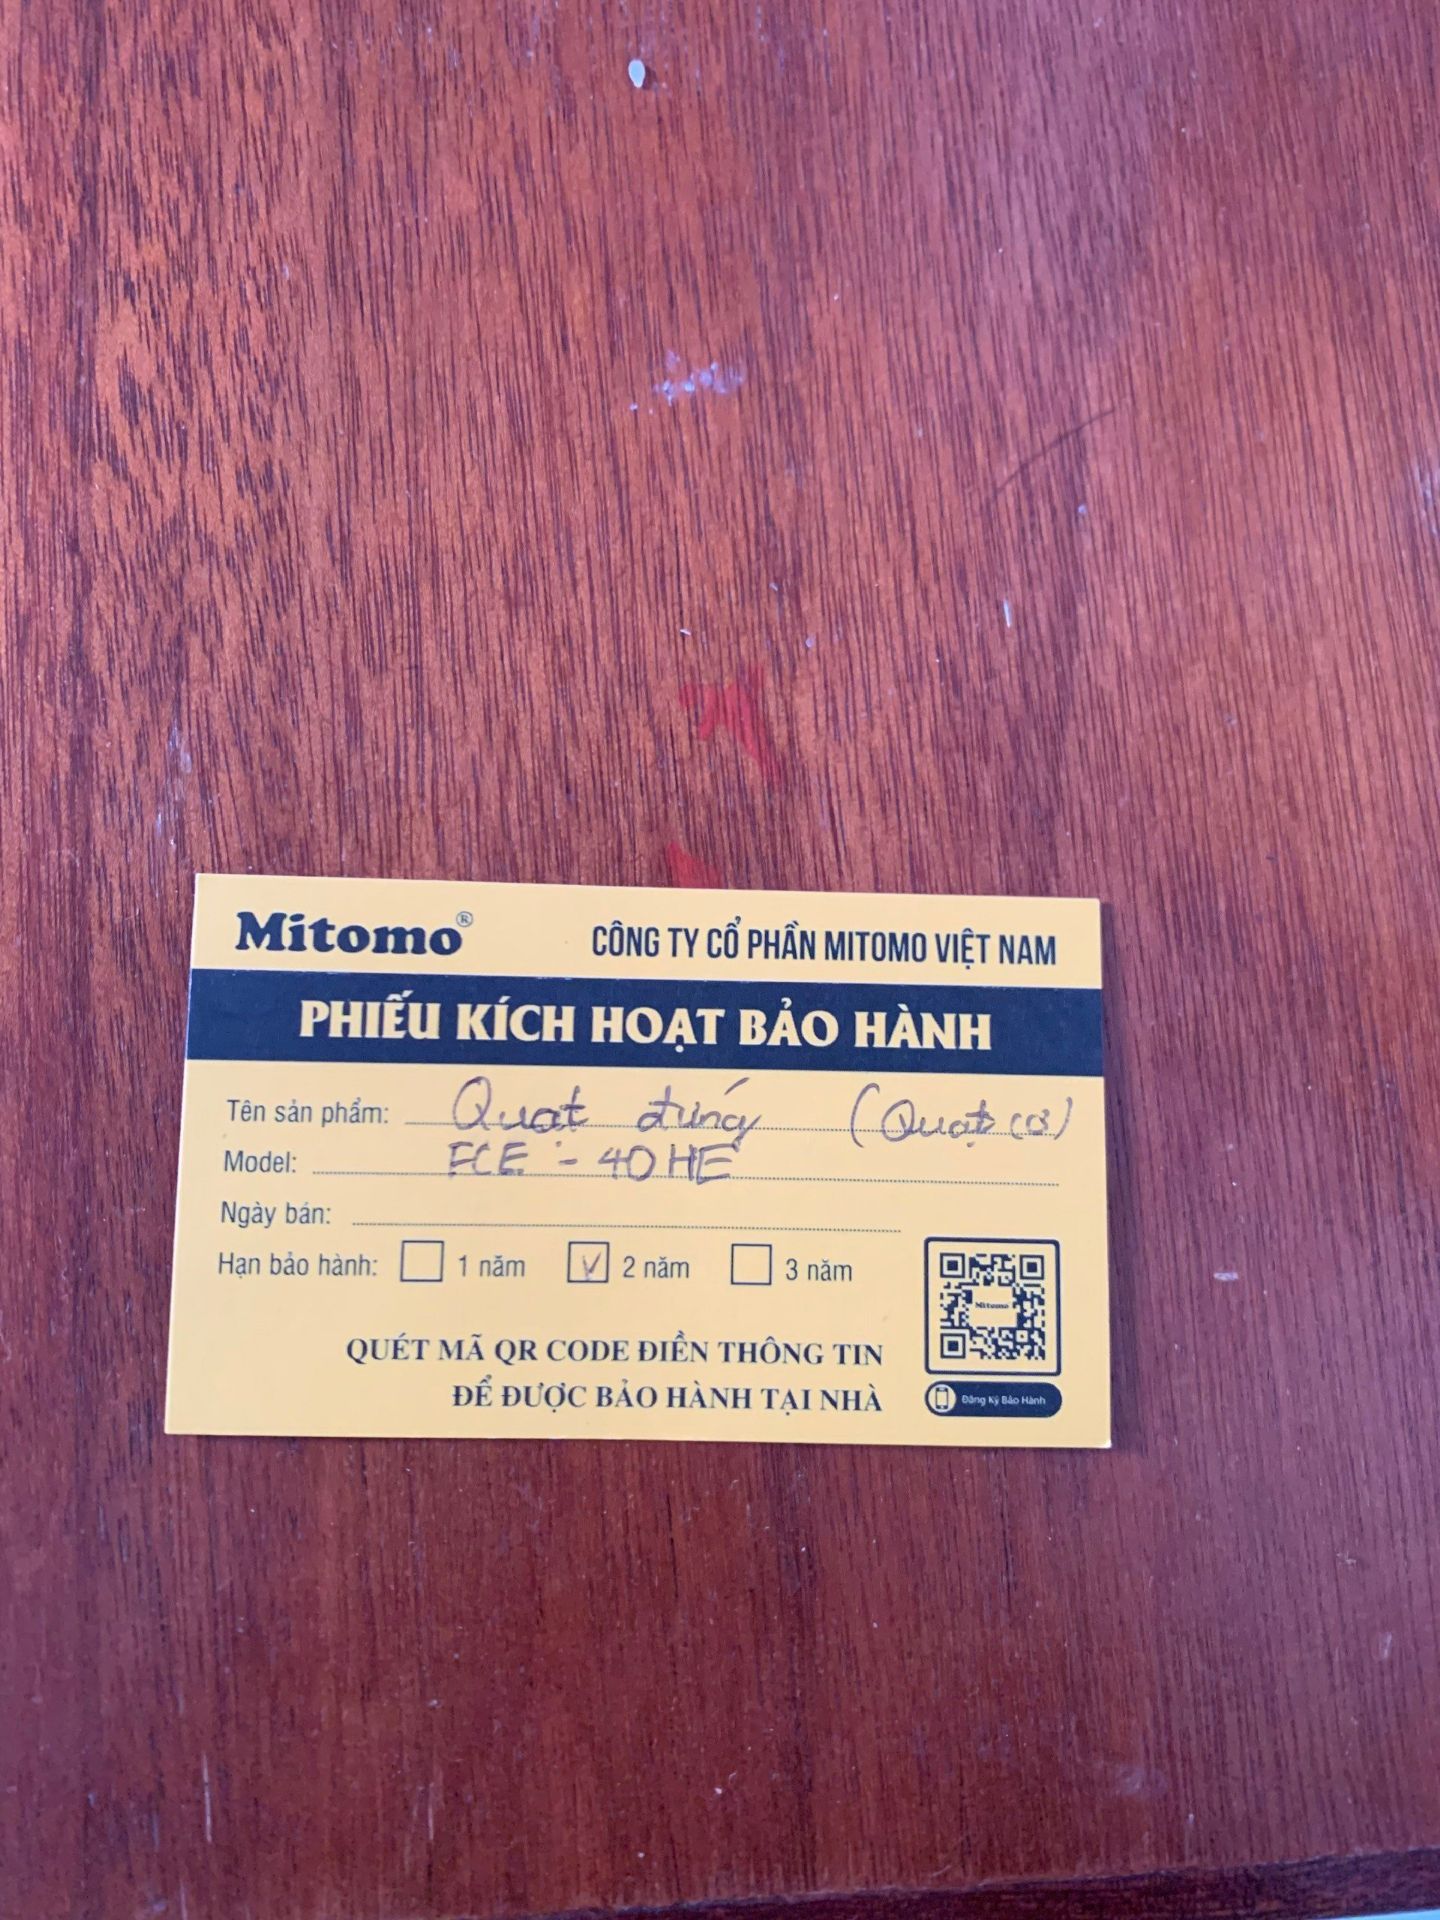 Mitomo®
CÔNG TY CỔ PHẦN MITOMO VIỆT NAM
PHIẾU KÍCH HOẠT BẢO HÀNH
Tên sản phẩm: Quạt đứng (Quạt cơ)
Model: FCE - 40HE
Ngày bán:
Hạn bảo hành: 1 năm 2 năm 3 năm
Mitomo
QUÉT MÃ QR CODE ĐIỀN THÔNG TIN
ĐỂ ĐƯỢC BẢO HÀNH TẠI NHÀ
Đăng Ký Bảo Hành